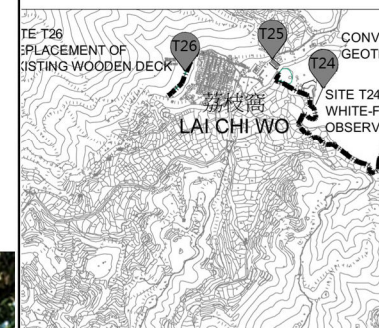 TE T26
EPLACEMENT OF
XISTING WOODEN DECK
T26
T25
CONV
GEOT
T24
SITE T24
WHITE-F
OBSERV
荔枝窩
LAI CHI WO